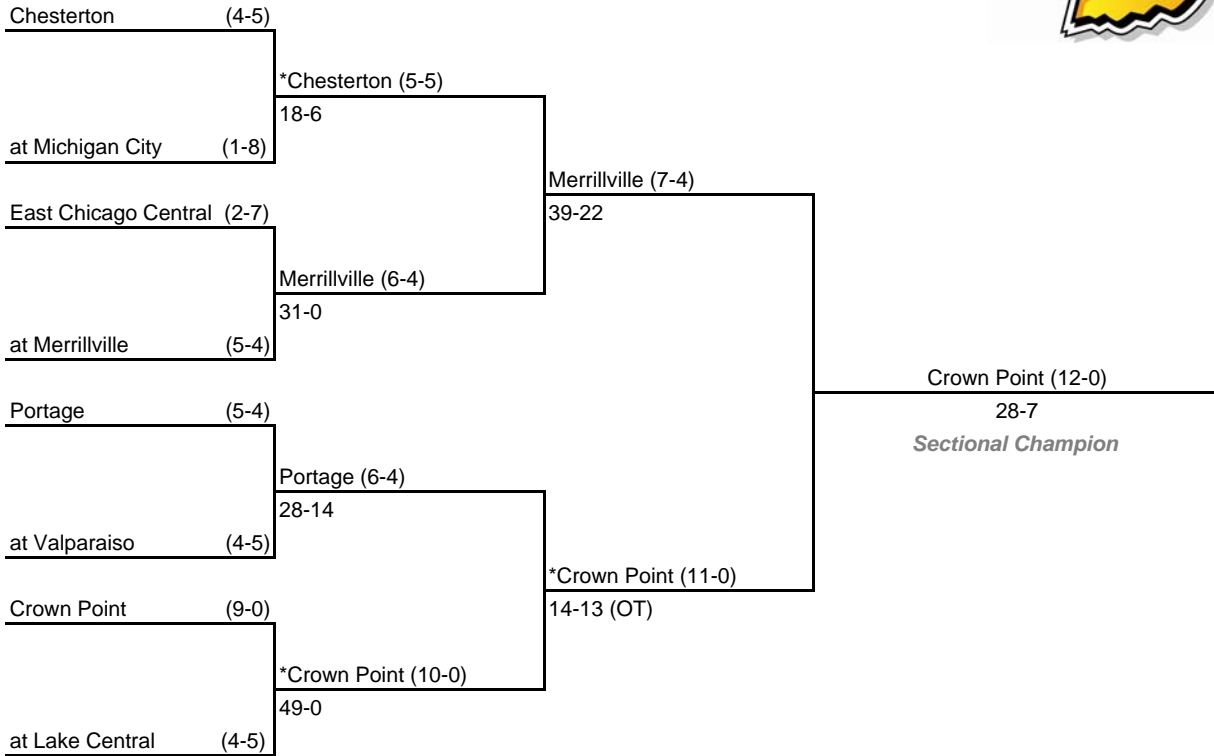 Chesterton (4-5)
*Chesterton (5-5)
18-6
at Michigan City (1-8)
Merrillville (7-4)
39-22
East Chicago Central (2-7)
Merrillville (6-4)
31-0
at Merrillville (5-4)
Crown Point (12-0)
28-7
Sectional Champion
Portage (5-4)
Portage (6-4)
28-14
at Valparaiso (4-5)
*Crown Point (11-0)
14-13 (OT)
Crown Point (9-0)
*Crown Point (10-0)
49-0
at Lake Central (4-5)